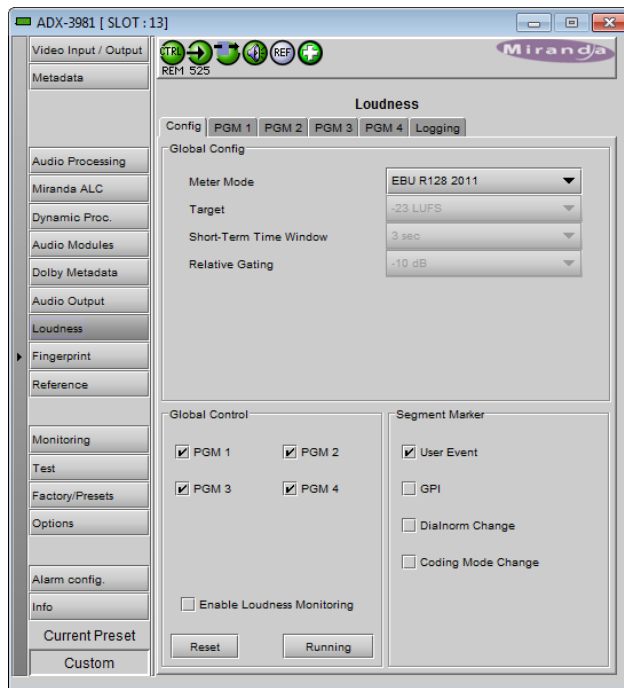 ADX-3981 [ SLOT : 13]
Video Input / Output
Metadata
Audio Processing
Miranda ALC
Dynamic Proc.
Audio Modules
Dolby Metadata
Audio Output
Loudness
Fingerprint
Reference
Monitoring
Test
Factory/Presets
Options
Alarm config.
Info
Current Preset
Custom
CTRL
REF
REM 525
Miranda
Loudness
Config PGM 1 PGM 2 PGM 3 PGM 4 Logging
Global Config
Meter Mode EBU R128 2011
Target -23 LUFS
Short-Term Time Window 3 sec
Relative Gating -10 dB
Global Control
PGM 1 PGM 2
PGM 3 PGM 4
Enable Loudness Monitoring
Reset Running
Segment Marker
User Event
GPI
Dialnorm Change
Coding Mode Change